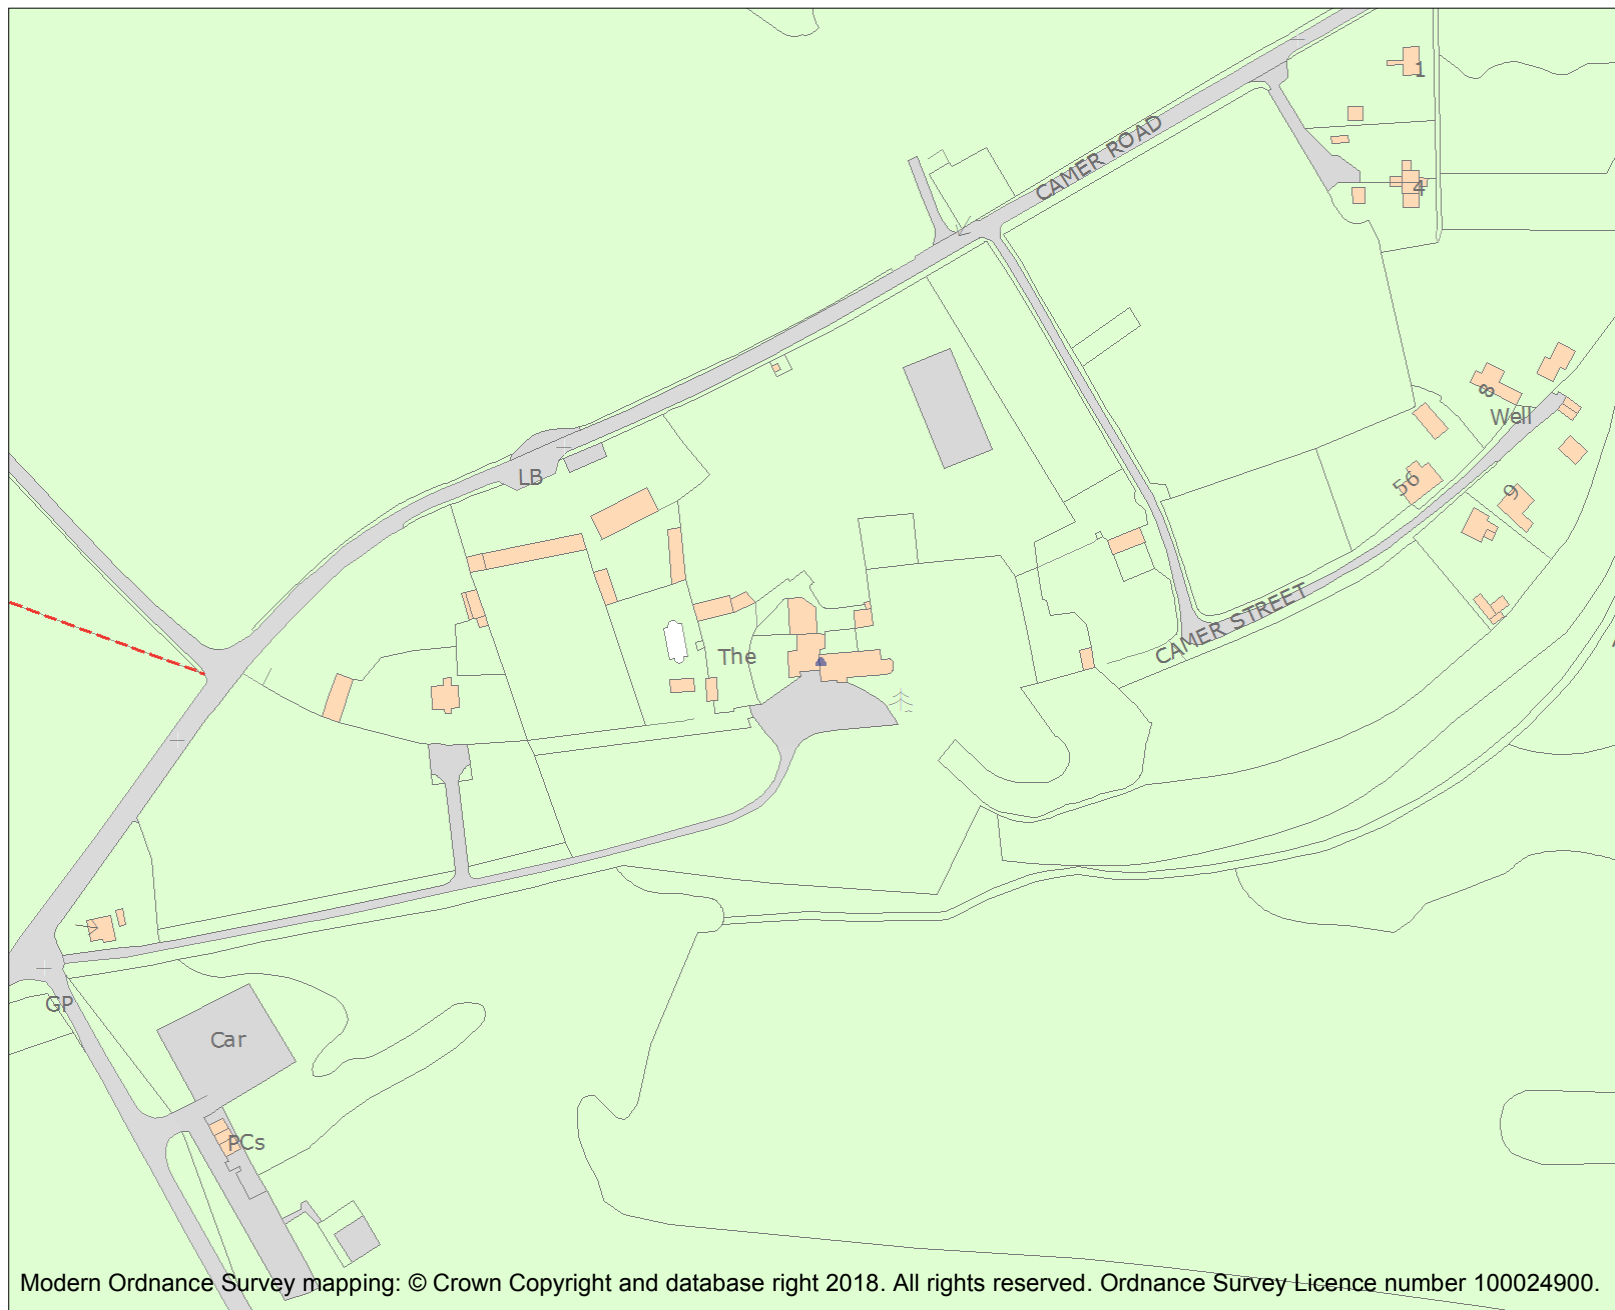 1
CAMER ROAD
4
8
Well
LB
56
9
CAMER STREET
The
GP
Car
PCs
Modern Ordnance Survey mapping: © Crown Copyright and database right 2018. All rights reserved. Ordnance Survey Licence number 100024900.